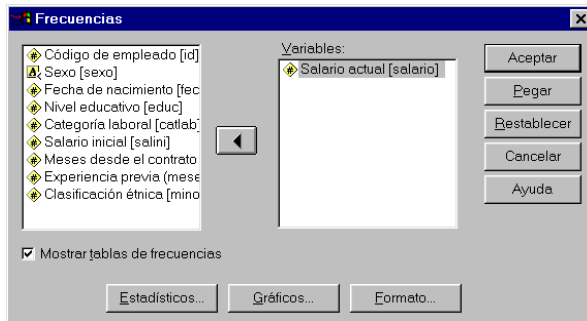 Frecuencias
Código de empleado [id]
Sexo [sexo]
Fecha de nacimiento [fec
Nivel educativo [educ]
Categoría laboral [catlab]
Salario inicial [salini]
Meses desde el contrato
Experiencia previa (mese
Clasificación étnica [mino
Variables:
Salario actual [salario]
Aceptar
Pegar
Restablecer
Cancelar
Ayuda
Mostrar tablas de frecuencias
Estadísticos...
Gráficos...
Formato...